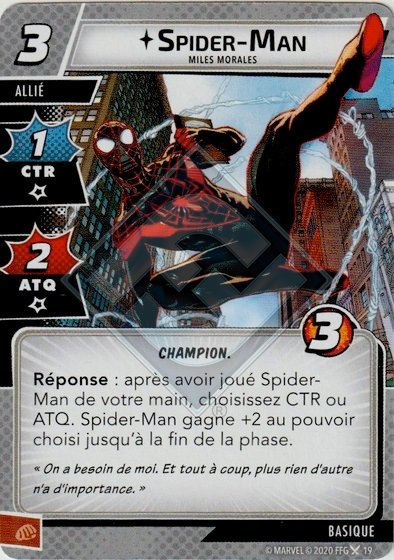 3
✦SPIDER-MAN
MILES MORALES
ALLIÉ
1
CTR
2
ATQ
3
CHAMPION.
Réponse : après avoir joué Spider-
Man de votre main, choisissez CTR ou
ATQ. Spider-Man gagne +2 au pouvoir
choisi jusqu'à la fin de la phase.
« On a besoin de moi. Et tout à coup, plus rien d'autre
n'a d'importance. »
®
BASIQUE
© MARVEL © 2020 FFG 19